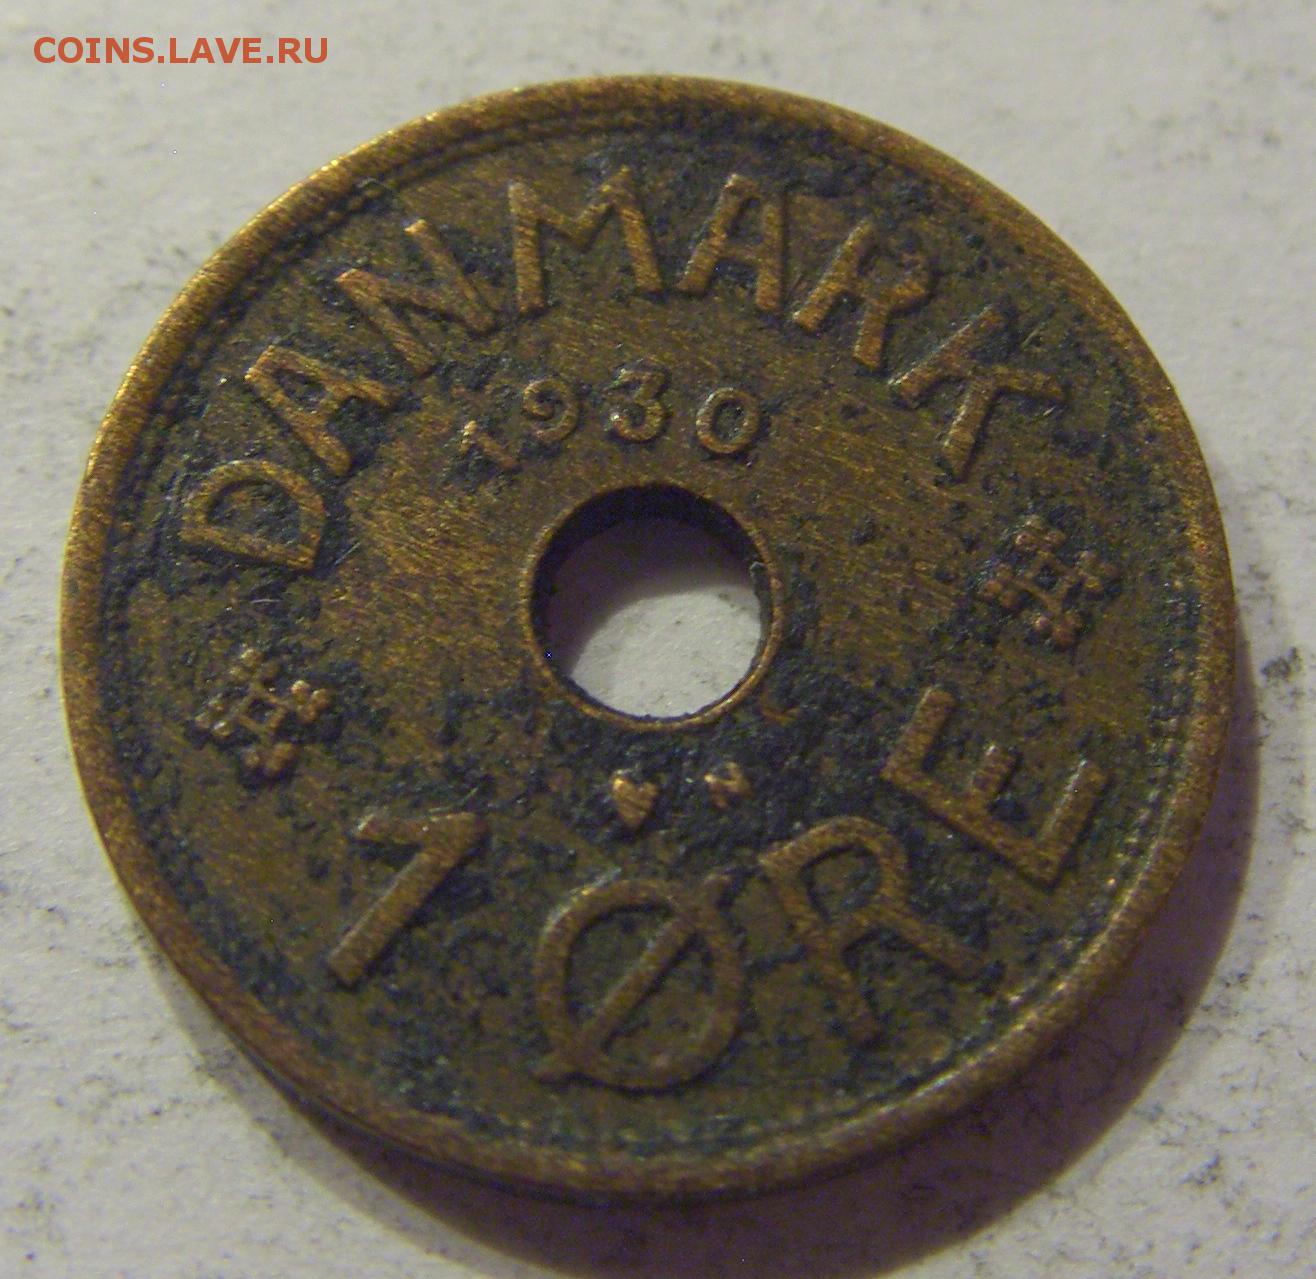 COINS.LAVE.RU
DANMARK
1930
♥ N
1 ØRE